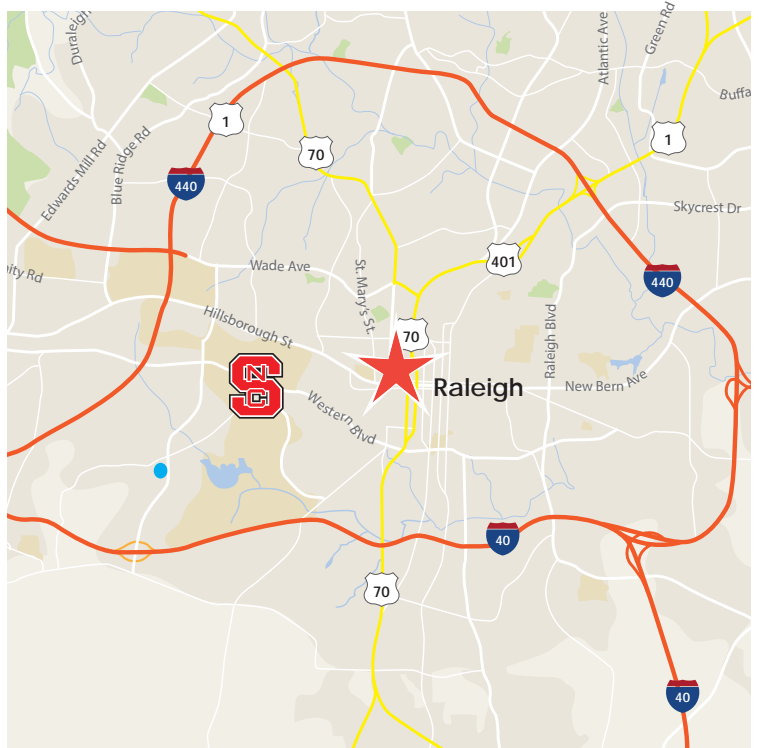 Duraleigh
Atlantic Ave
Green Rd
Buffa
1
70
1
Edwards Mill Rd
Blue Ridge Rd
440
Skycrest Dr
nity Rd
Wade Ave
St. Mary's St.
401
440
Hillsborough St
70
Raleigh Blvd
NCS
Raleigh
New Bern Ave
Western Blvd
40
70
40